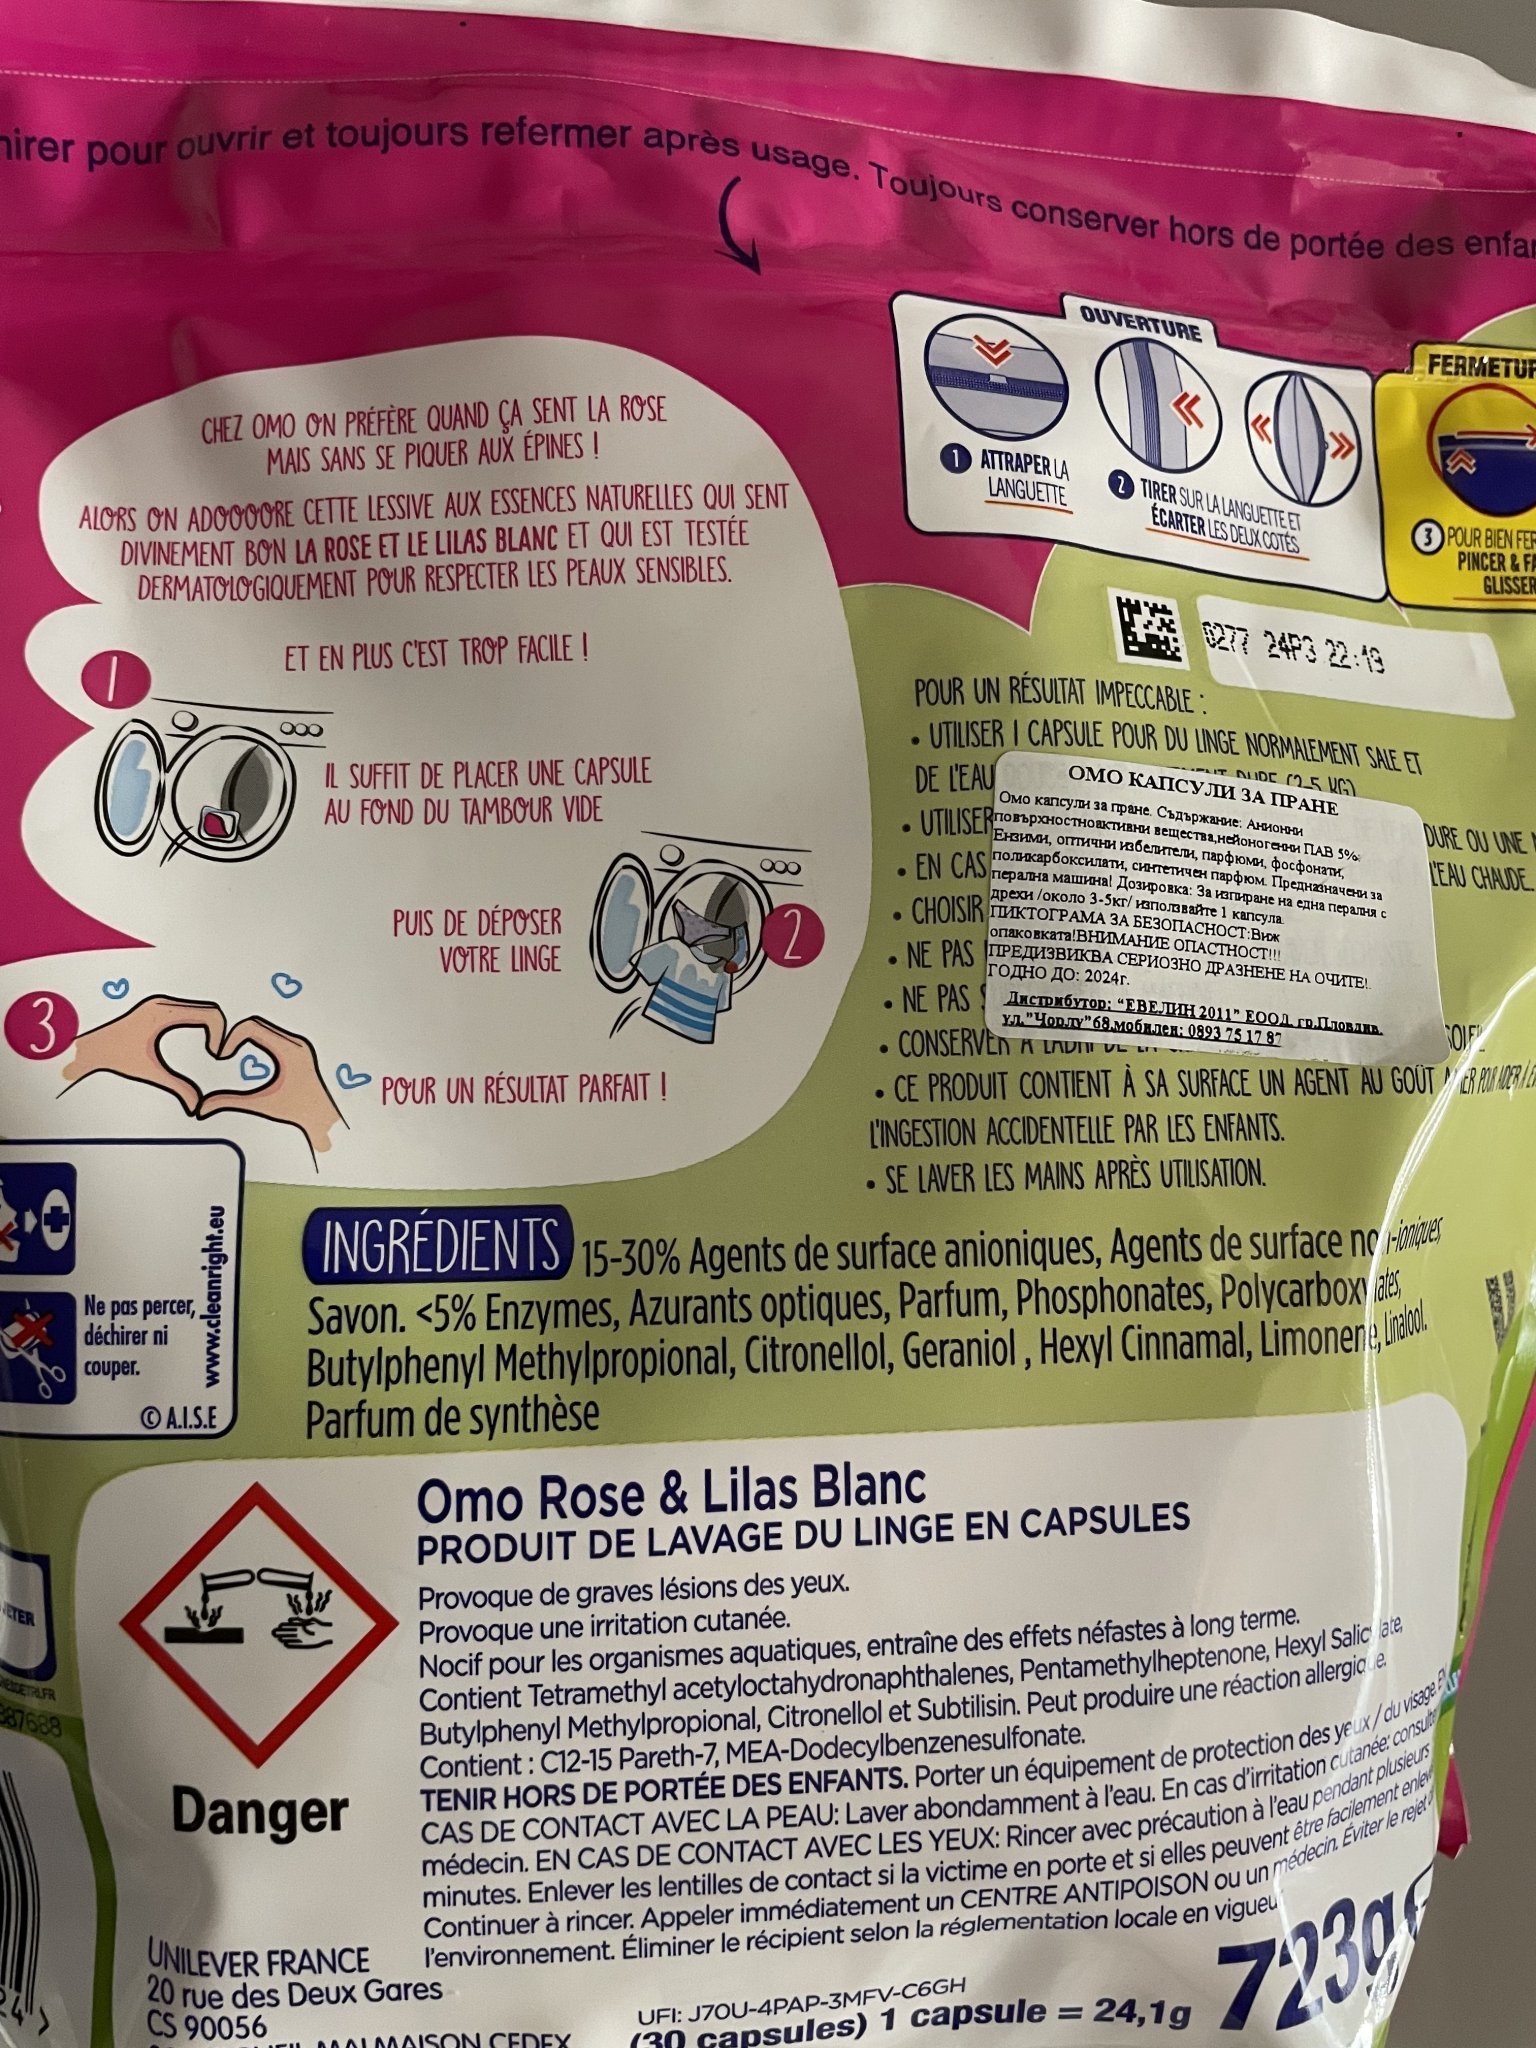 pour ouvrir et toujours refermer après usage. Toujours conserver hors de portée des
OUVERTURE
1 ATTRAPER LA
LANGUETTE
2 TIRER SUR LA LANGUETTE ET
ÉCARTER LES DEUX COTÉS
3 POUR BIEN
PINCER &
CHEZ OMO ON PRÉFÈRE QUAND ÇA SENT LA ROSE
MAIS SANS SE PIQUER AUX ÉPINES !
ALORS ON ADOOOORE CETTE LESSIVE AUX ESSENCES NATURELLES QUI SENT
DIVINEMENT BON LA ROSE ET LE LILAS BLANC ET QUI EST TESTÉE
DERMATOLOGIQUEMENT POUR RESPECTER LES PEAUX SENSIBLES.
ET EN PLUS C'EST TROP FACILE !
1
IL SUFFIT DE PLACER UNE CAPSULE
AU FOND DU TAMBOUR VIDE
PUIS DE DÉPOSER
VOTRE LINGE
2
3
POUR UN RÉSULTAT PARFAIT !
0277 24P3 22:19
POUR UN RÉSULTAT IMPECCABLE :
• UTILISER 1 CAPSULE POUR DU LINGE NORMALEMENT SALE ET
DE L'EAU DURE (2-5 KG)
• UTILISER DURE OU UNE
• EN CAS L'EAU CHAUDE.
• CHOISIR
• NE PAS
• NE PAS
• CONSERVER À L'ABRI DE LA
• CE PRODUIT CONTIENT À SA SURFACE UN AGENT AU GOÛT AMER POUR AIDER À
L'INGESTION ACCIDENTELLE PAR LES ENFANTS.
• SE LAVER LES MAINS APRÈS UTILISATION.
ОМО КАПСУЛИ ЗА ПРАНЕ
Омо капсули за пране. Съдържание: Анионни
повърхностноактивни вещества,нейоногенни ПАВ 5%;
Ензими, оптични избелители, парфюми, фосфонати,
поликарбоксилати, синтетичен парфюм. Предназначени за
перална машина! Дозировка: За изпиране на една пералня с
дрехи /около 3-5кг/ използвайте 1 капсула.
ПИКТОГРАМА ЗА БЕЗОПАСНОСТ:Виж
опаковката!ВНИМАНИЕ ОПАСТНОСТ!!!
ПРЕДИЗВИКВА СЕРИОЗНО ДРАЗНЕНЕ НА ОЧИТЕ!.
ГОДНО ДО: 2024г.
Дистрибутор: "ЕВЕЛИН 2011" ЕООД, гр.Пловдив,
ул."Чорлу"68,мобилен: 0893 75 17 87
Ne pas percer,
déchirer ni
couper.
www.cleanright.eu
© A.I.S.E
INGRÉDIENTS 15-30% Agents de surface anioniques, Agents de surface non-ioniques,
Savon. <5% Enzymes, Azurants optiques, Parfum, Phosphonates, Polycarboxylates,
Butylphenyl Methylpropional, Citronellol, Geraniol , Hexyl Cinnamal, Limonene, Linalool.
Parfum de synthèse
Omo Rose & Lilas Blanc
PRODUIT DE LAVAGE DU LINGE EN CAPSULES
Provoque de graves lésions des yeux.
Provoque une irritation cutanée.
Nocif pour les organismes aquatiques, entraîne des effets néfastes à long terme.
Contient Tetramethyl acetyloctahydronaphthalenes, Pentamethylheptenone, Hexyl Salicylate,
Butylphenyl Methylpropional, Citronellol et Subtilisin. Peut produire une réaction allergique.
Contient : C12-15 Pareth-7, MEA-Dodecylbenzenesulfonate.
TENIR HORS DE PORTÉE DES ENFANTS. Porter un équipement de protection des yeux / du visage. EN
CAS DE CONTACT AVEC LA PEAU: Laver abondamment à l'eau. En cas d'irritation cutanée: consulter
médecin. EN CAS DE CONTACT AVEC LES YEUX: Rincer avec précaution à l'eau pendant plusieurs
minutes. Enlever les lentilles de contact si la victime en porte et si elles peuvent être facilement
Continuer à rincer. Appeler immédiatement un CENTRE ANTIPOISON ou un médecin. Éviter le rejet
l'environnement. Éliminer le récipient selon la réglementation locale en vigueur
Danger
UNILEVER FRANCE
20 rue des Deux Gares
CS 90056
MALMAISON CEDEX
UFI: J70U-4PAP-3MFV-C6GH
(30 capsules) 1 capsule = 24,1g
723g e